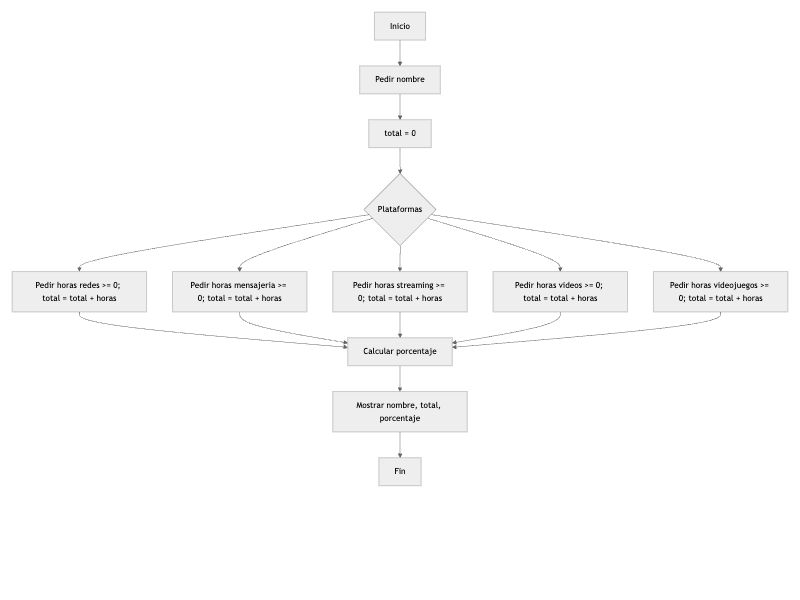 Inicio
Pedir nombre
total = 0
Plataformas
Pedir horas redes >= 0;
total = total + horas
Pedir horas mensajería >=
0; total = total + horas
Pedir horas streaming >=
0; total = total + horas
Pedir horas videos >= 0;
total = total + horas
Pedir horas videojuegos >=
0; total = total + horas
Calcular porcentaje
Mostrar nombre, total,
porcentaje
Fin